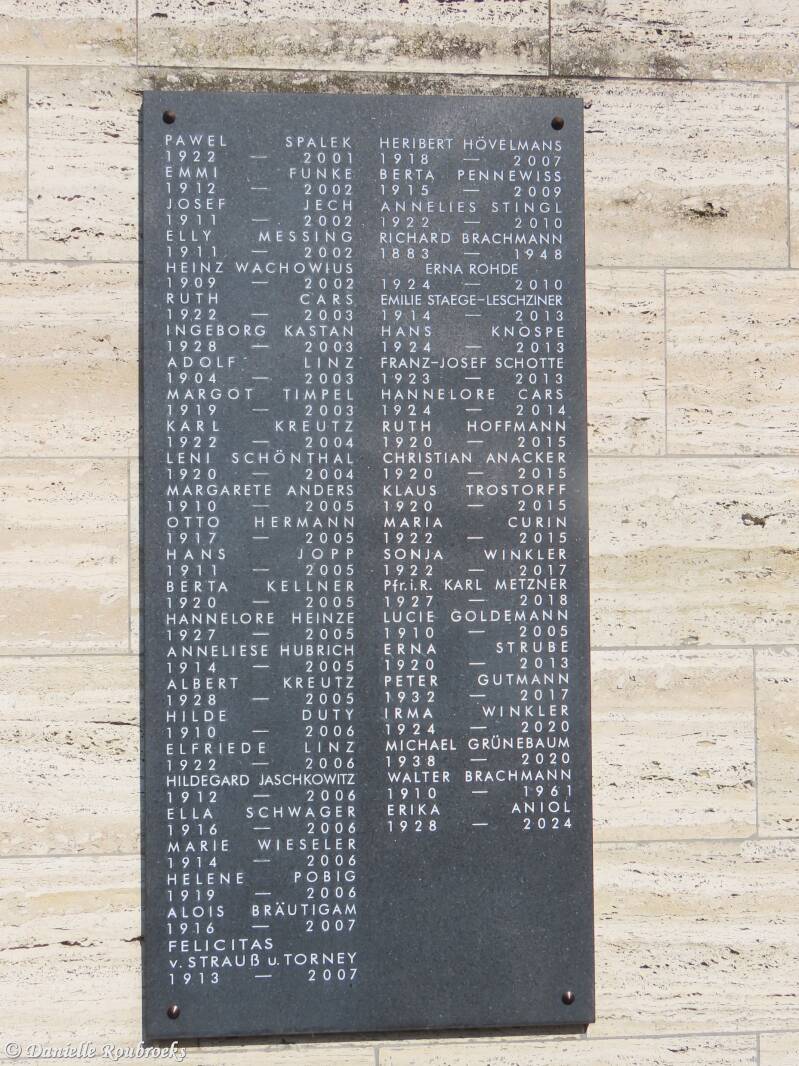 PAWEL SPALEK
1922 — 2001
EMMI FUNKE
1912 — 2002
JOSEF JECH
1911 — 2002
ELLY MESSING
1911 — 2002
HEINZ WACHOWIUS
1909 — 2002
RUTH CARS
1922 — 2003
INGEBORG KASTAN
1928 — 2003
ADOLF LINZ
1904 — 2003
MARGOT TIMPEL
1919 — 2003
KARL KREUTZ
1922 — 2004
LENI SCHÖNTHAL
1920 — 2004
MARGARETE ANDERS
1910 — 2005
OTTO HERMANN
1917 — 2005
HANS JOPP
1911 — 2005
BERTA KELLNER
1920 — 2005
HANNELORE HEINZE
1927 — 2005
ANNELIESE HUBRICH
1914 — 2005
ALBERT KREUTZ
1928 — 2005
HILDE DUTY
1910 — 2006
ELFRIEDE LINZ
1922 — 2006
HILDEGARD JASCHKOWITZ
1912 — 2006
ELLA SCHWAGER
1916 — 2006
MARIE WIESELER
1914 — 2006
HELENE POBIG
1919 — 2006
ALOIS BRÄUTIGAM
1916 — 2007
FELICITAS
v. STRAUß u. TORNEY
1913 — 2007
HERIBERT HÖVELMANS
1918 — 2007
BERTA PENNEWISS
1915 — 2009
ANNELIES STINGL
1922 — 2010
RICHARD BRACHMANN
1883 — 1948
ERNA ROHDE
1924 — 2010
EMILIE STAEGE-LESCHZINER
1914 — 2013
HANS KNOSPE
1924 — 2013
FRANZ-JOSEF SCHOTTE
1923 — 2013
HANNELORE CARS
1924 — 2014
RUTH HOFFMANN
1920 — 2015
CHRISTIAN ANACKER
1920 — 2015
KLAUS TROSTORFF
1920 — 2015
MARIA CURIN
1922 — 2015
SONJA WINKLER
1922 — 2017
Pfr.i.R. KARL METZNER
1927 — 2018
LUCIE GOLDEMANN
1910 — 2005
ERNA STRUBE
1920 — 2013
PETER GUTMANN
1932 — 2017
IRMA WINKLER
1924 — 2020
MICHAEL GRÜNEBAUM
1938 — 2020
WALTER BRACHMANN
1910 — 1961
ERIKA ANIOL
1928 — 2024
© Danielle Roubroeks